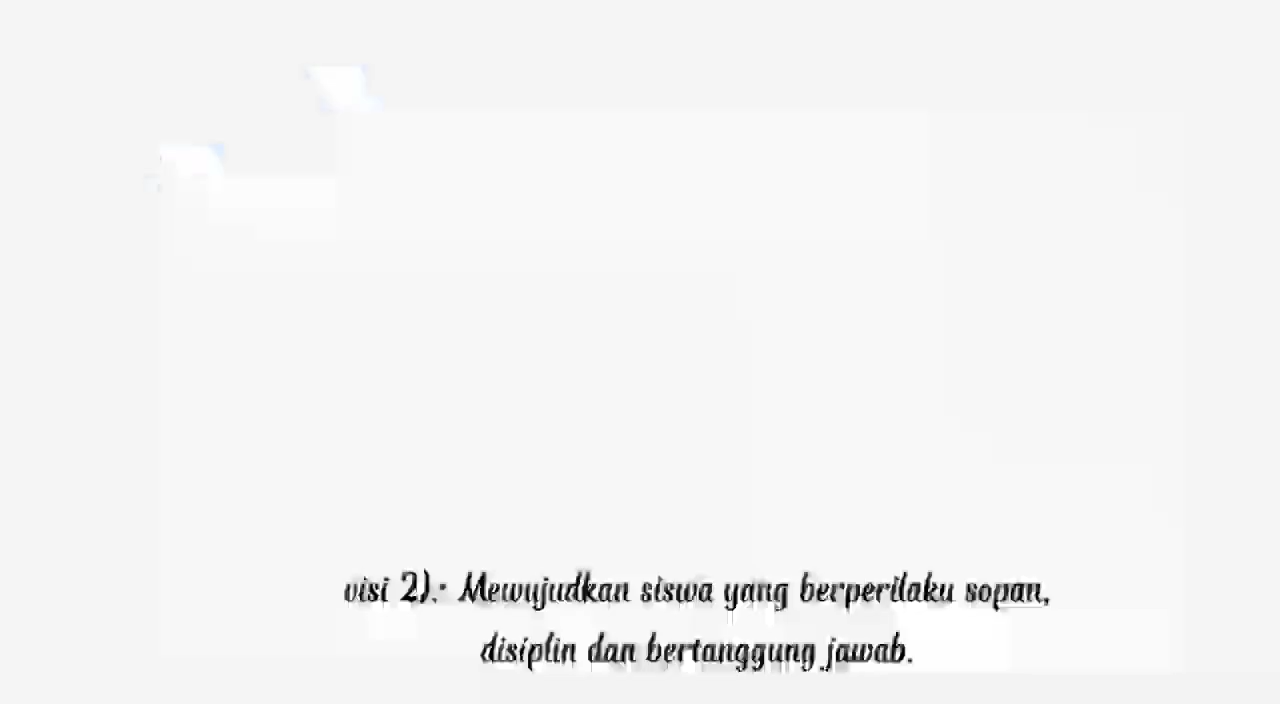 visi 2).· Mewujudkan siswa yang berperilaku sopan,
disiplin dan bertanggung jawab.